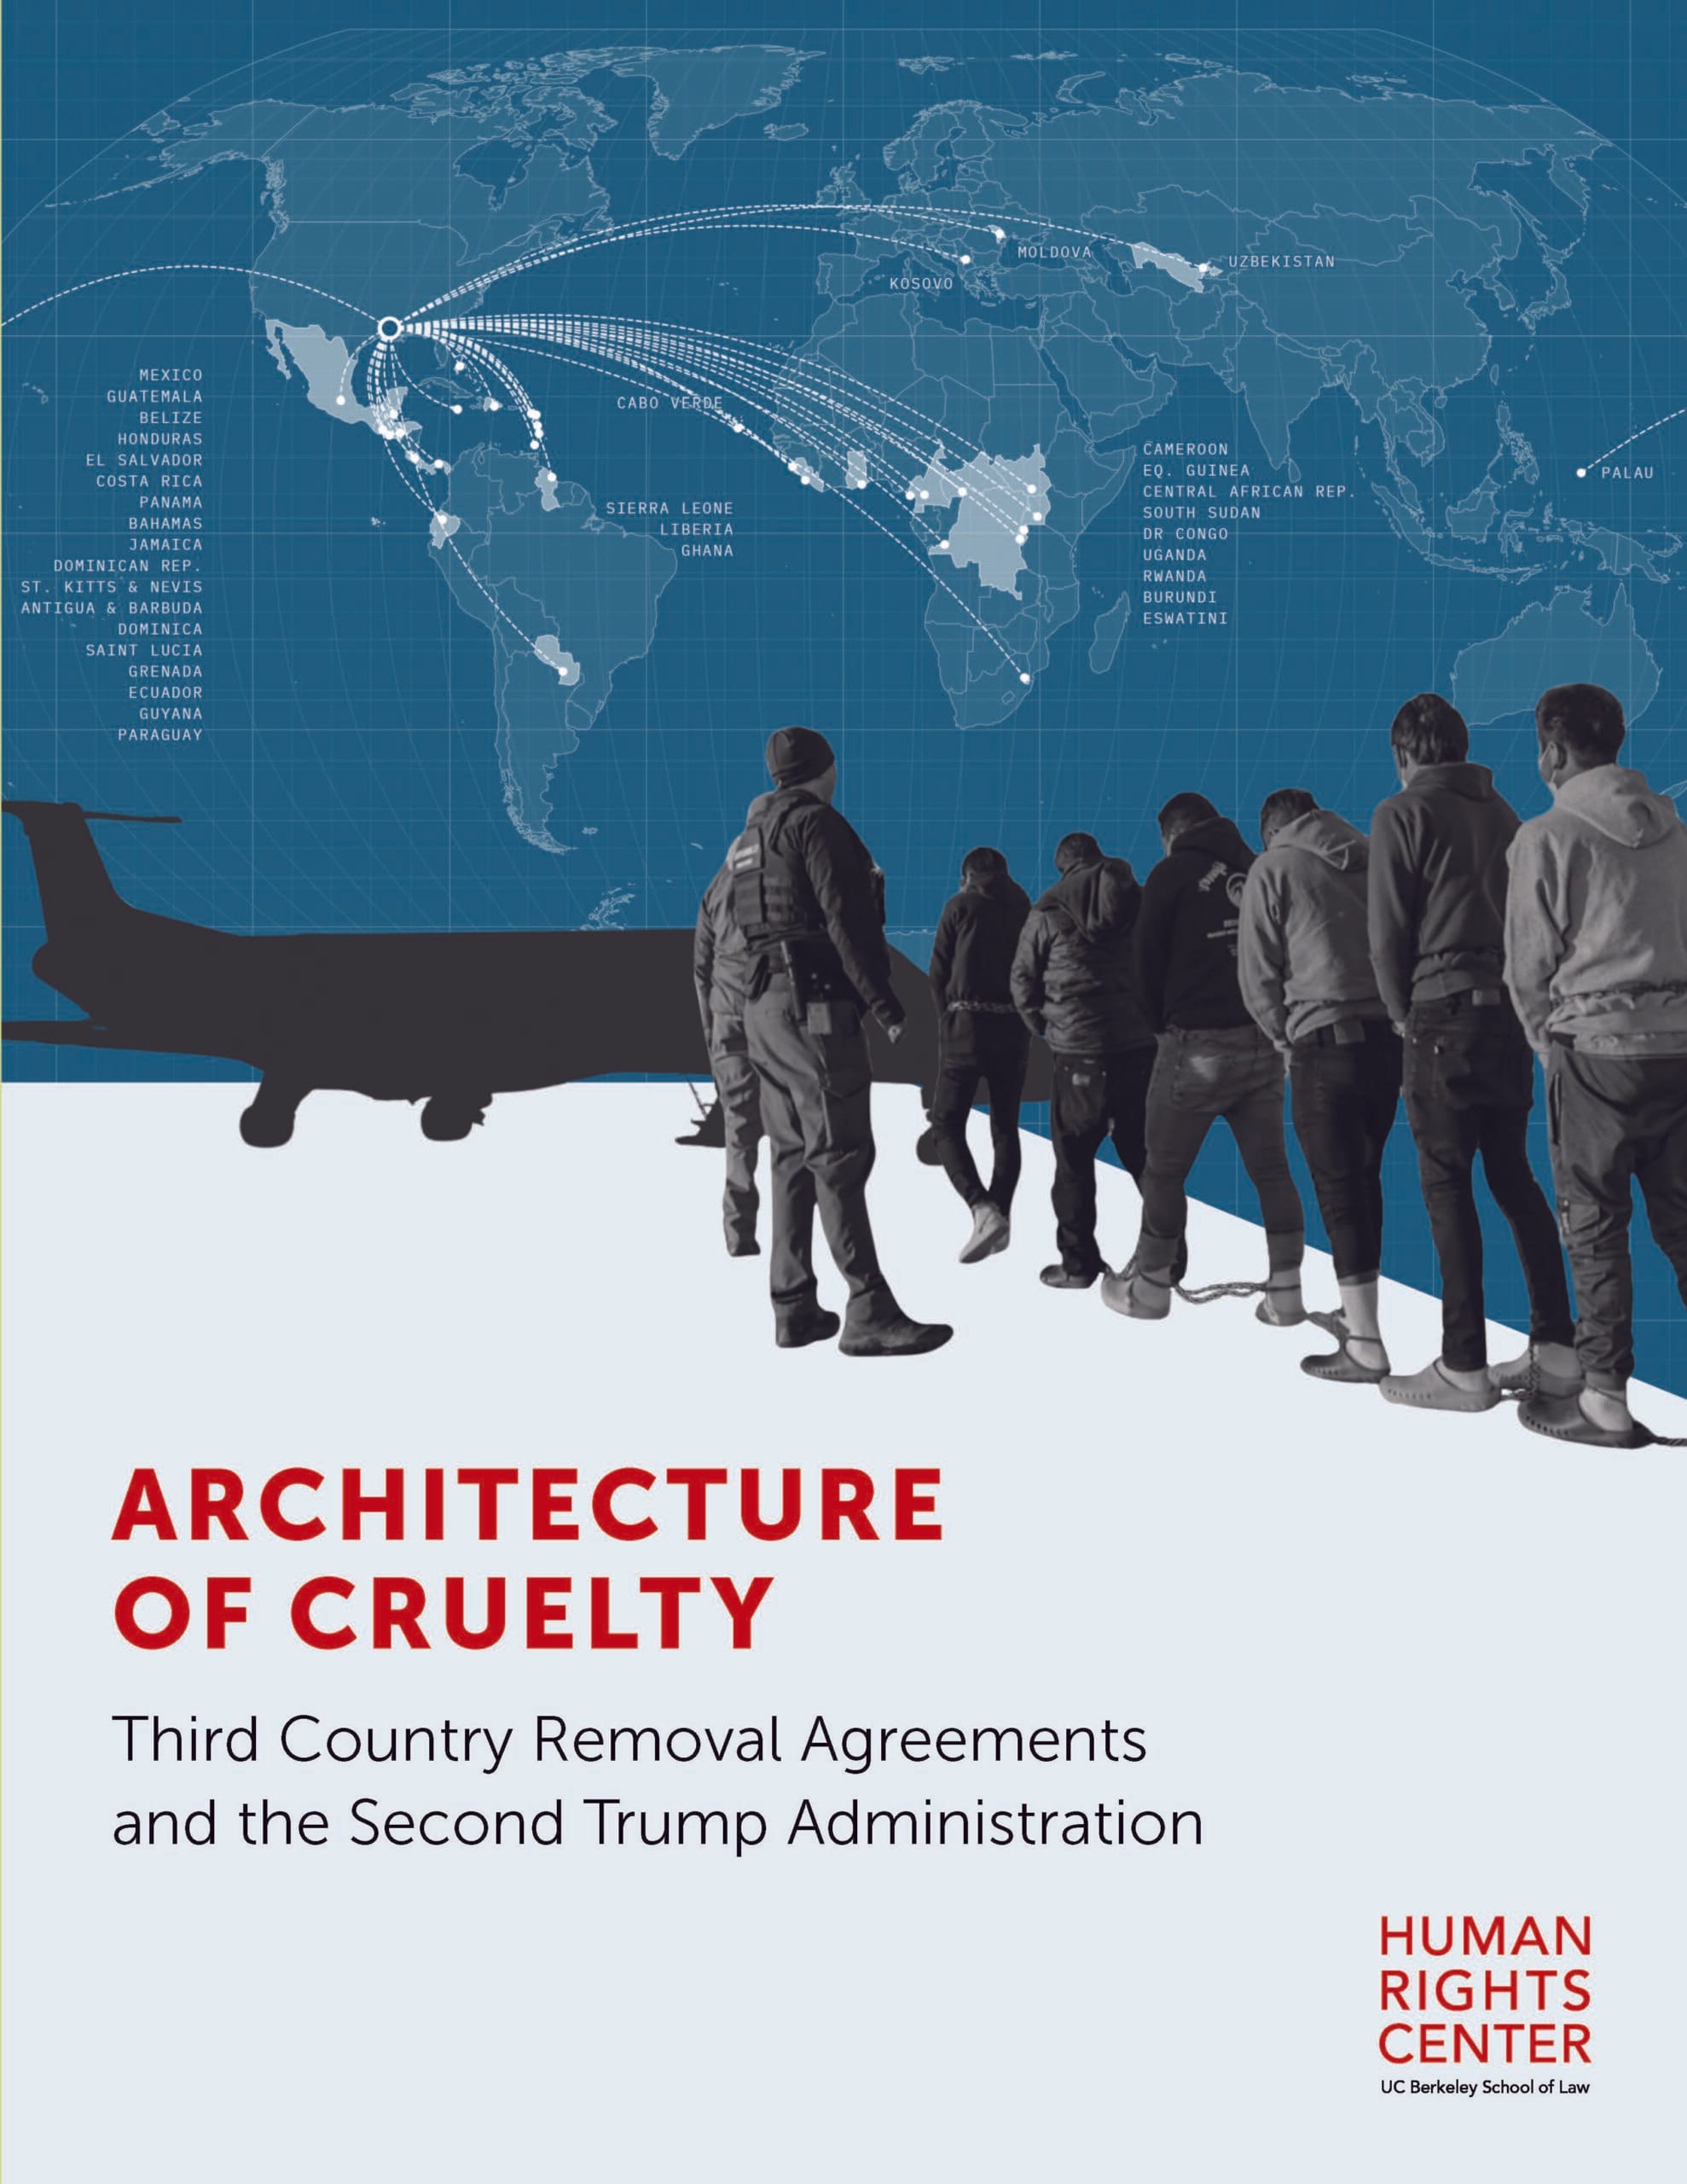 MOLDOVA
UZBEKISTAN
KOSOVO
MEXICO
GUATEMALA
BELIZE
HONDURAS
EL SALVADOR
COSTA RICA
PANAMA
BAHAMAS
JAMAICA
DOMINICAN REP.
ST. KITTS & NEVIS
ANTIGUA & BARBUDA
DOMINICA
SAINT LUCIA
GRENADA
ECUADOR
GUYANA
PARAGUAY
CABO VERDE
SIERRA LEONE
LIBERIA
GHANA
CAMEROON
EQ. GUINEA
CENTRAL AFRICAN REP.
SOUTH SUDAN
DR CONGO
UGANDA
RWANDA
BURUNDI
ESWATINI
PALAU
ARCHITECTURE
OF CRUELTY
Third Country Removal Agreements
and the Second Trump Administration
HUMAN
RIGHTS
CENTER
UC Berkeley School of Law